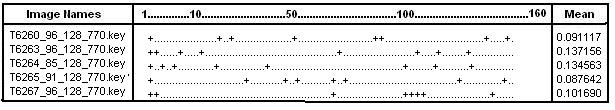 Image Names 1.............10..........................50..............................100...................................160 Mean
T6260_96_128_770.key +.....................+..+...................+..........................++................................+......+. 0.091117
T6263_96_128_770.key ++......+.....+..............................................+..........................+.......+........+..... 0.137156
T6264_85_128_770.key +..+..+............+...............+..................................+...........+........................ 0.134563
T6265_91_128_770.key +......................................+.....+...+..........+...+..............................+.....+...... 0.087642
T6267_96_128_770.key ++.................................................................................++++................+........... 0.101690